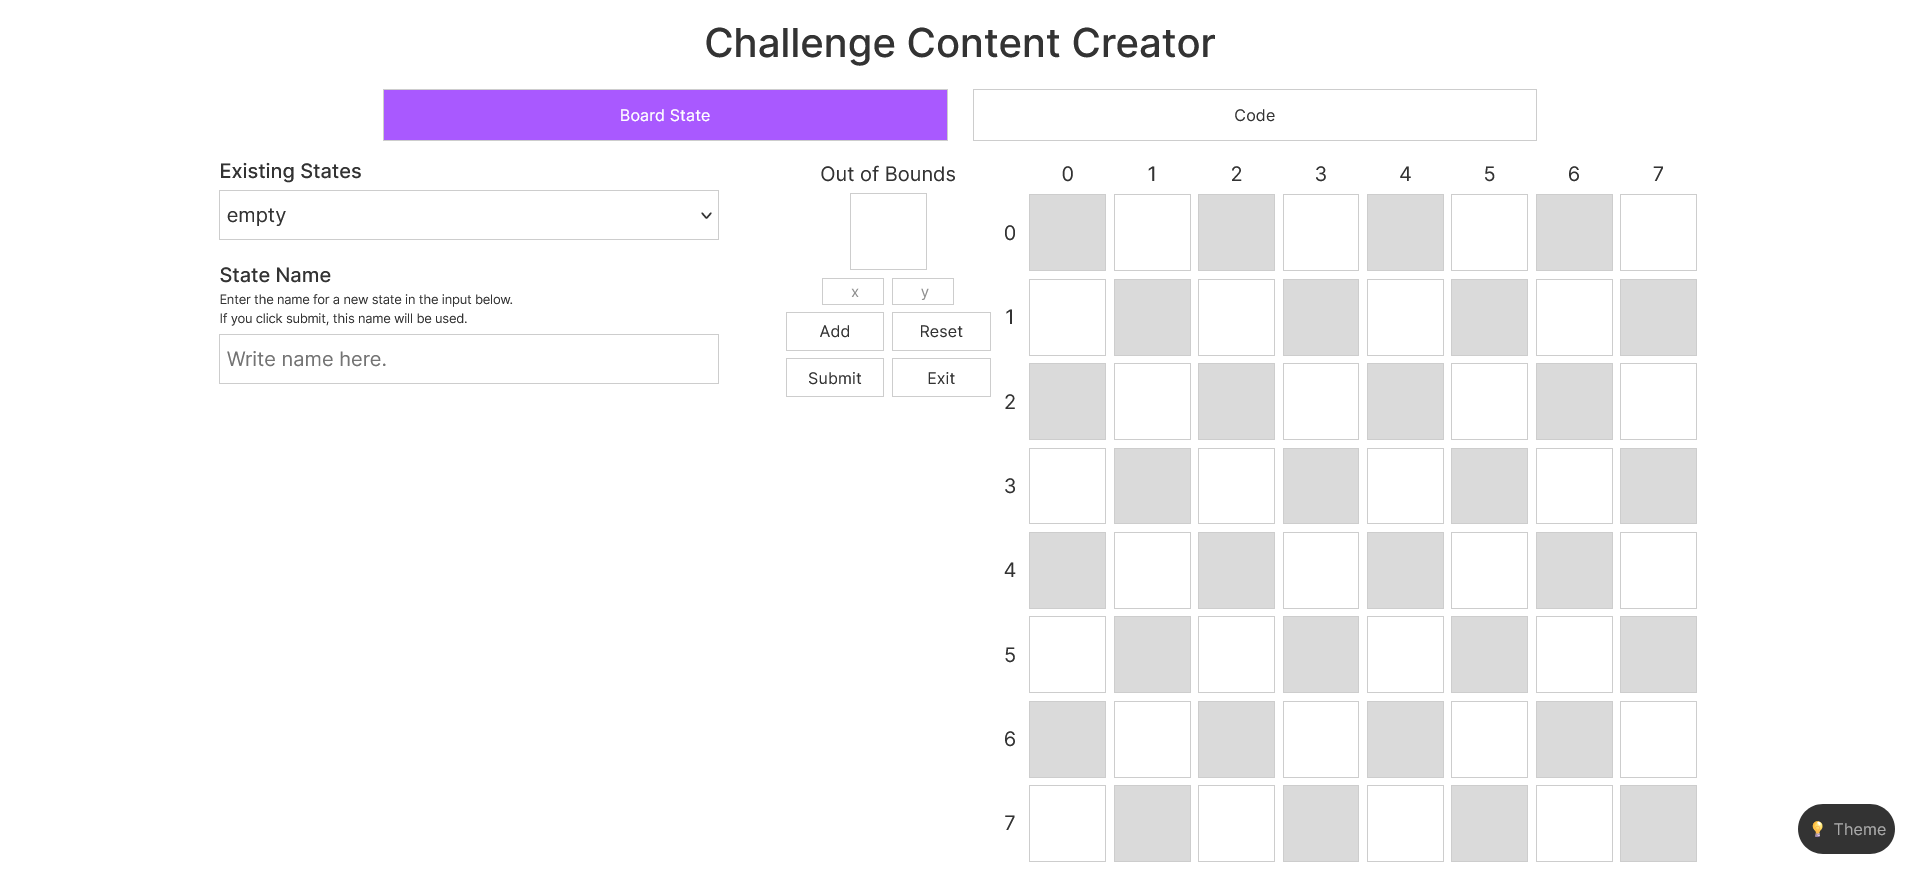 Challenge Content Creator
Board State
Code
Existing States
empty
State Name
Enter the name for a new state in the input below.
If you click submit, this name will be used.
Write name here.
Out of Bounds
x y
Add Reset
Submit Exit
0 1 2 3 4 5 6 7
0
1
2
3
4
5
6
7
Theme